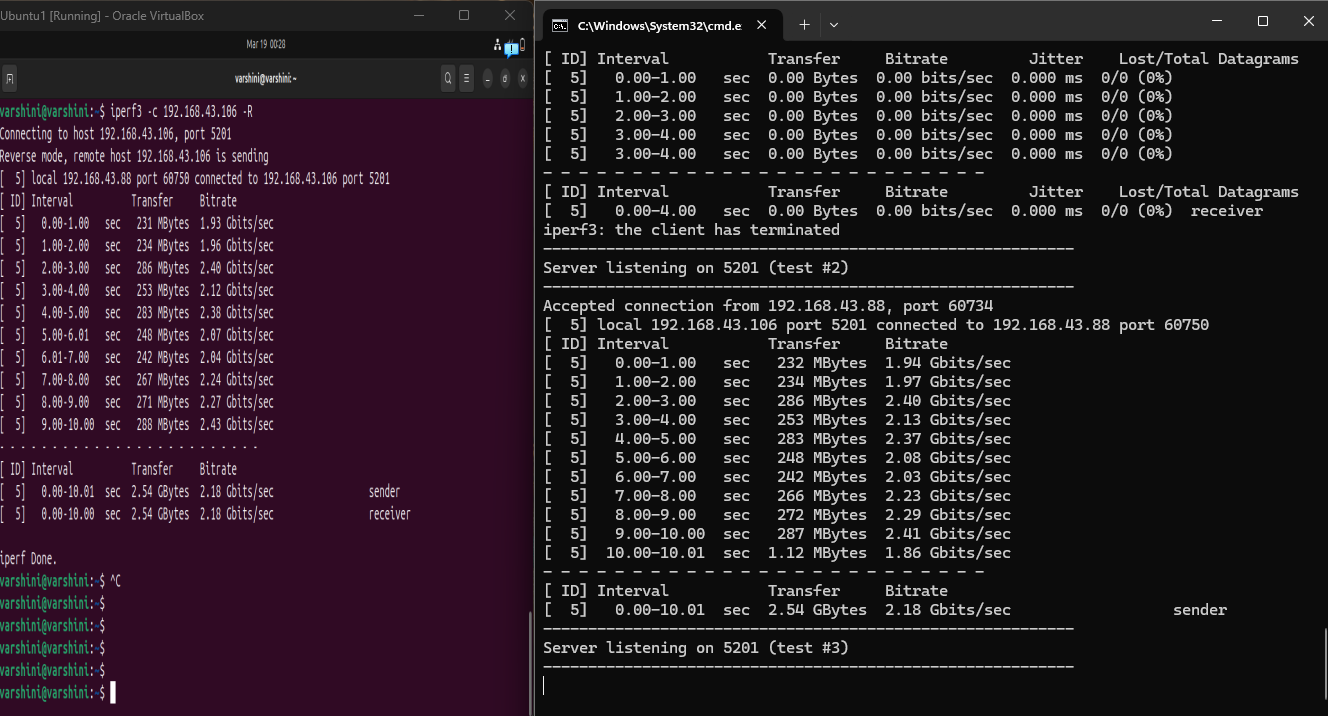 Ubuntu1 [Running] - Oracle VirtualBox
Mar 19 00:28
varshini@varshini: ~
varshini@varshini:~$ iperf3 -c 192.168.43.106 -R
Connecting to host 192.168.43.106, port 5201
Reverse mode, remote host 192.168.43.106 is sending
[  5] local 192.168.43.88 port 60750 connected to 192.168.43.106 port 5201
[ ID] Interval           Transfer     Bitrate
[  5]   0.00-1.00   sec   231 MBytes  1.93 Gbits/sec
[  5]   1.00-2.00   sec   234 MBytes  1.96 Gbits/sec
[  5]   2.00-3.00   sec   286 MBytes  2.40 Gbits/sec
[  5]   3.00-4.00   sec   253 MBytes  2.12 Gbits/sec
[  5]   4.00-5.00   sec   283 MBytes  2.38 Gbits/sec
[  5]   5.00-6.01   sec   248 MBytes  2.07 Gbits/sec
[  5]   6.01-7.00   sec   242 MBytes  2.04 Gbits/sec
[  5]   7.00-8.00   sec   267 MBytes  2.24 Gbits/sec
[  5]   8.00-9.00   sec   271 MBytes  2.27 Gbits/sec
[  5]   9.00-10.00  sec   288 MBytes  2.43 Gbits/sec
- - - - - - - - - - - - - - - - - - - - - - - - -
[ ID] Interval           Transfer     Bitrate
[  5]   0.00-10.01  sec  2.54 GBytes  2.18 Gbits/sec                  sender
[  5]   0.00-10.00  sec  2.54 GBytes  2.18 Gbits/sec                  receiver
iperf Done.
varshini@varshini:~$ ^C
varshini@varshini:~$
varshini@varshini:~$
varshini@varshini:~$
varshini@varshini:~$
varshini@varshini:~$
C:\Windows\System32\cmd.e
[ ID] Interval           Transfer     Bitrate         Jitter    Lost/Total Datagrams
[  5]   0.00-1.00   sec  0.00 Bytes  0.00 bits/sec  0.000 ms  0/0 (0%)
[  5]   1.00-2.00   sec  0.00 Bytes  0.00 bits/sec  0.000 ms  0/0 (0%)
[  5]   2.00-3.00   sec  0.00 Bytes  0.00 bits/sec  0.000 ms  0/0 (0%)
[  5]   3.00-4.00   sec  0.00 Bytes  0.00 bits/sec  0.000 ms  0/0 (0%)
[  5]   3.00-4.00   sec  0.00 Bytes  0.00 bits/sec  0.000 ms  0/0 (0%)
- - - - - - - - - - - - - - - - - - - - - - - - -
[ ID] Interval           Transfer     Bitrate         Jitter    Lost/Total Datagrams
[  5]   0.00-4.00   sec  0.00 Bytes  0.00 bits/sec  0.000 ms  0/0 (0%)  receiver
iperf3: the client has terminated
-----------------------------------------------------------
Server listening on 5201 (test #2)
-----------------------------------------------------------
Accepted connection from 192.168.43.88, port 60734
[  5] local 192.168.43.106 port 5201 connected to 192.168.43.88 port 60750
[ ID] Interval           Transfer     Bitrate
[  5]   0.00-1.00   sec   232 MBytes  1.94 Gbits/sec
[  5]   1.00-2.00   sec   234 MBytes  1.97 Gbits/sec
[  5]   2.00-3.00   sec   286 MBytes  2.40 Gbits/sec
[  5]   3.00-4.00   sec   253 MBytes  2.13 Gbits/sec
[  5]   4.00-5.00   sec   283 MBytes  2.37 Gbits/sec
[  5]   5.00-6.00   sec   248 MBytes  2.08 Gbits/sec
[  5]   6.00-7.00   sec   242 MBytes  2.03 Gbits/sec
[  5]   7.00-8.00   sec   266 MBytes  2.23 Gbits/sec
[  5]   8.00-9.00   sec   272 MBytes  2.29 Gbits/sec
[  5]   9.00-10.00  sec   287 MBytes  2.41 Gbits/sec
[  5]  10.00-10.01  sec  1.12 MBytes  1.86 Gbits/sec
- - - - - - - - - - - - - - - - - - - - - - - - -
[ ID] Interval           Transfer     Bitrate
[  5]   0.00-10.01  sec  2.54 GBytes  2.18 Gbits/sec                  sender
-----------------------------------------------------------
Server listening on 5201 (test #3)
-----------------------------------------------------------